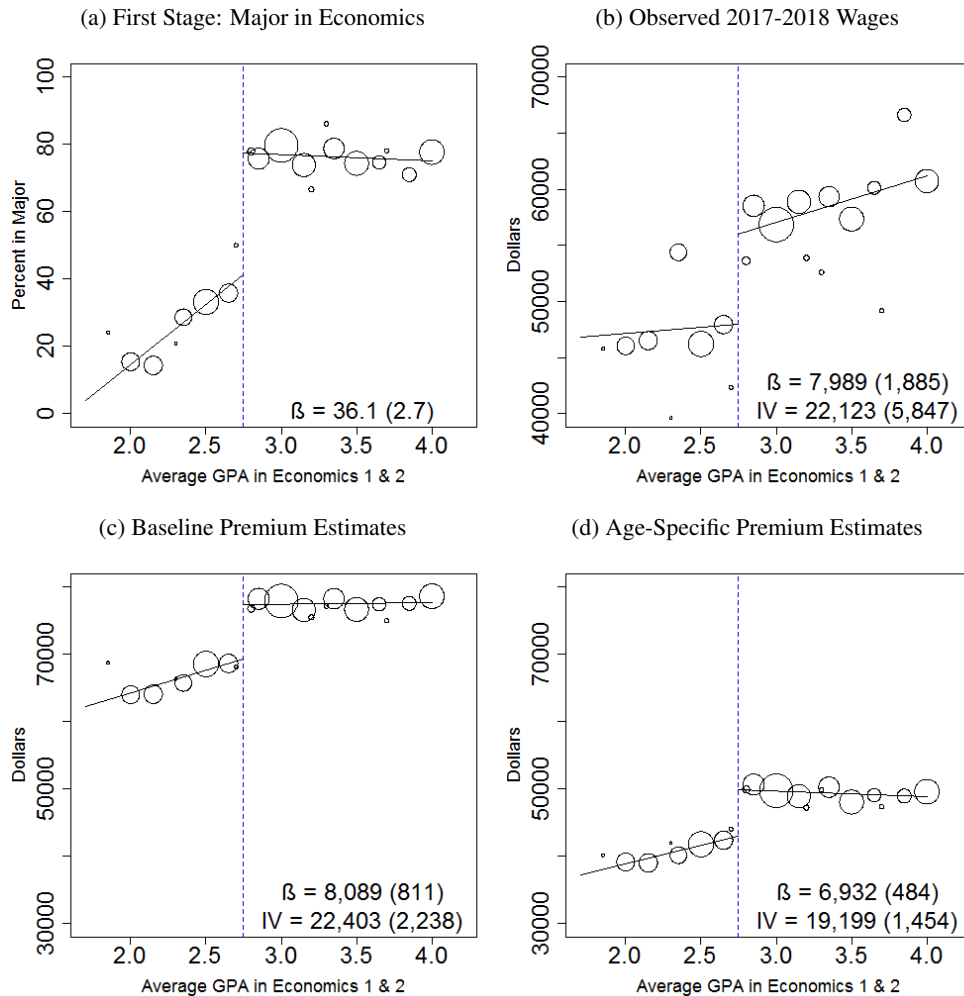 (a) First Stage: Major in Economics
Percent in Major
0 20 40 60 80 100
ß = 36.1 (2.7)
2.0 2.5 3.0 3.5 4.0
Average GPA in Economics 1 & 2
(b) Observed 2017-2018 Wages
Dollars
40000 50000 60000 70000
ß = 7,989 (1,885)
IV = 22,123 (5,847)
2.0 2.5 3.0 3.5 4.0
Average GPA in Economics 1 & 2
(c) Baseline Premium Estimates
Dollars
30000 50000 70000
ß = 8,089 (811)
IV = 22,403 (2,238)
2.0 2.5 3.0 3.5 4.0
Average GPA in Economics 1 & 2
(d) Age-Specific Premium Estimates
Dollars
30000 50000 70000
ß = 6,932 (484)
IV = 19,199 (1,454)
2.0 2.5 3.0 3.5 4.0
Average GPA in Economics 1 & 2